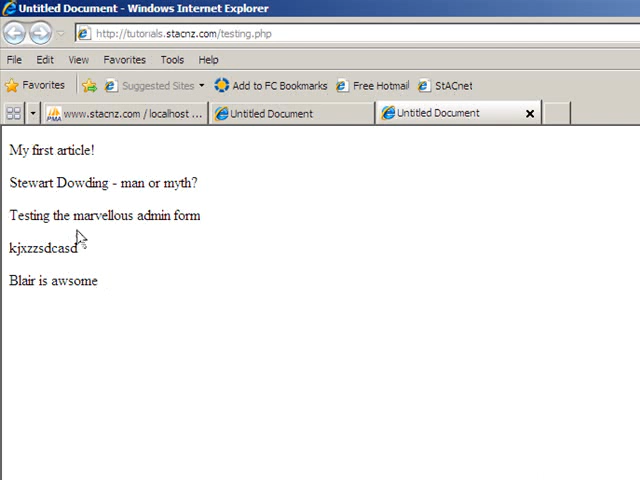 Untitled Document - Windows Internet Explorer
http://tutorials.stacnz.com/testing.php
File Edit View Favorites Tools Help
Favorites Suggested Sites Add to FC Bookmarks Free Hotmail StACnet
PMA www.stacnz.com / localhost ... Untitled Document Untitled Document
My first article!
Stewart Dowding - man or myth?
Testing the marvellous admin form
kjxzzsdcasd
Blair is awsome